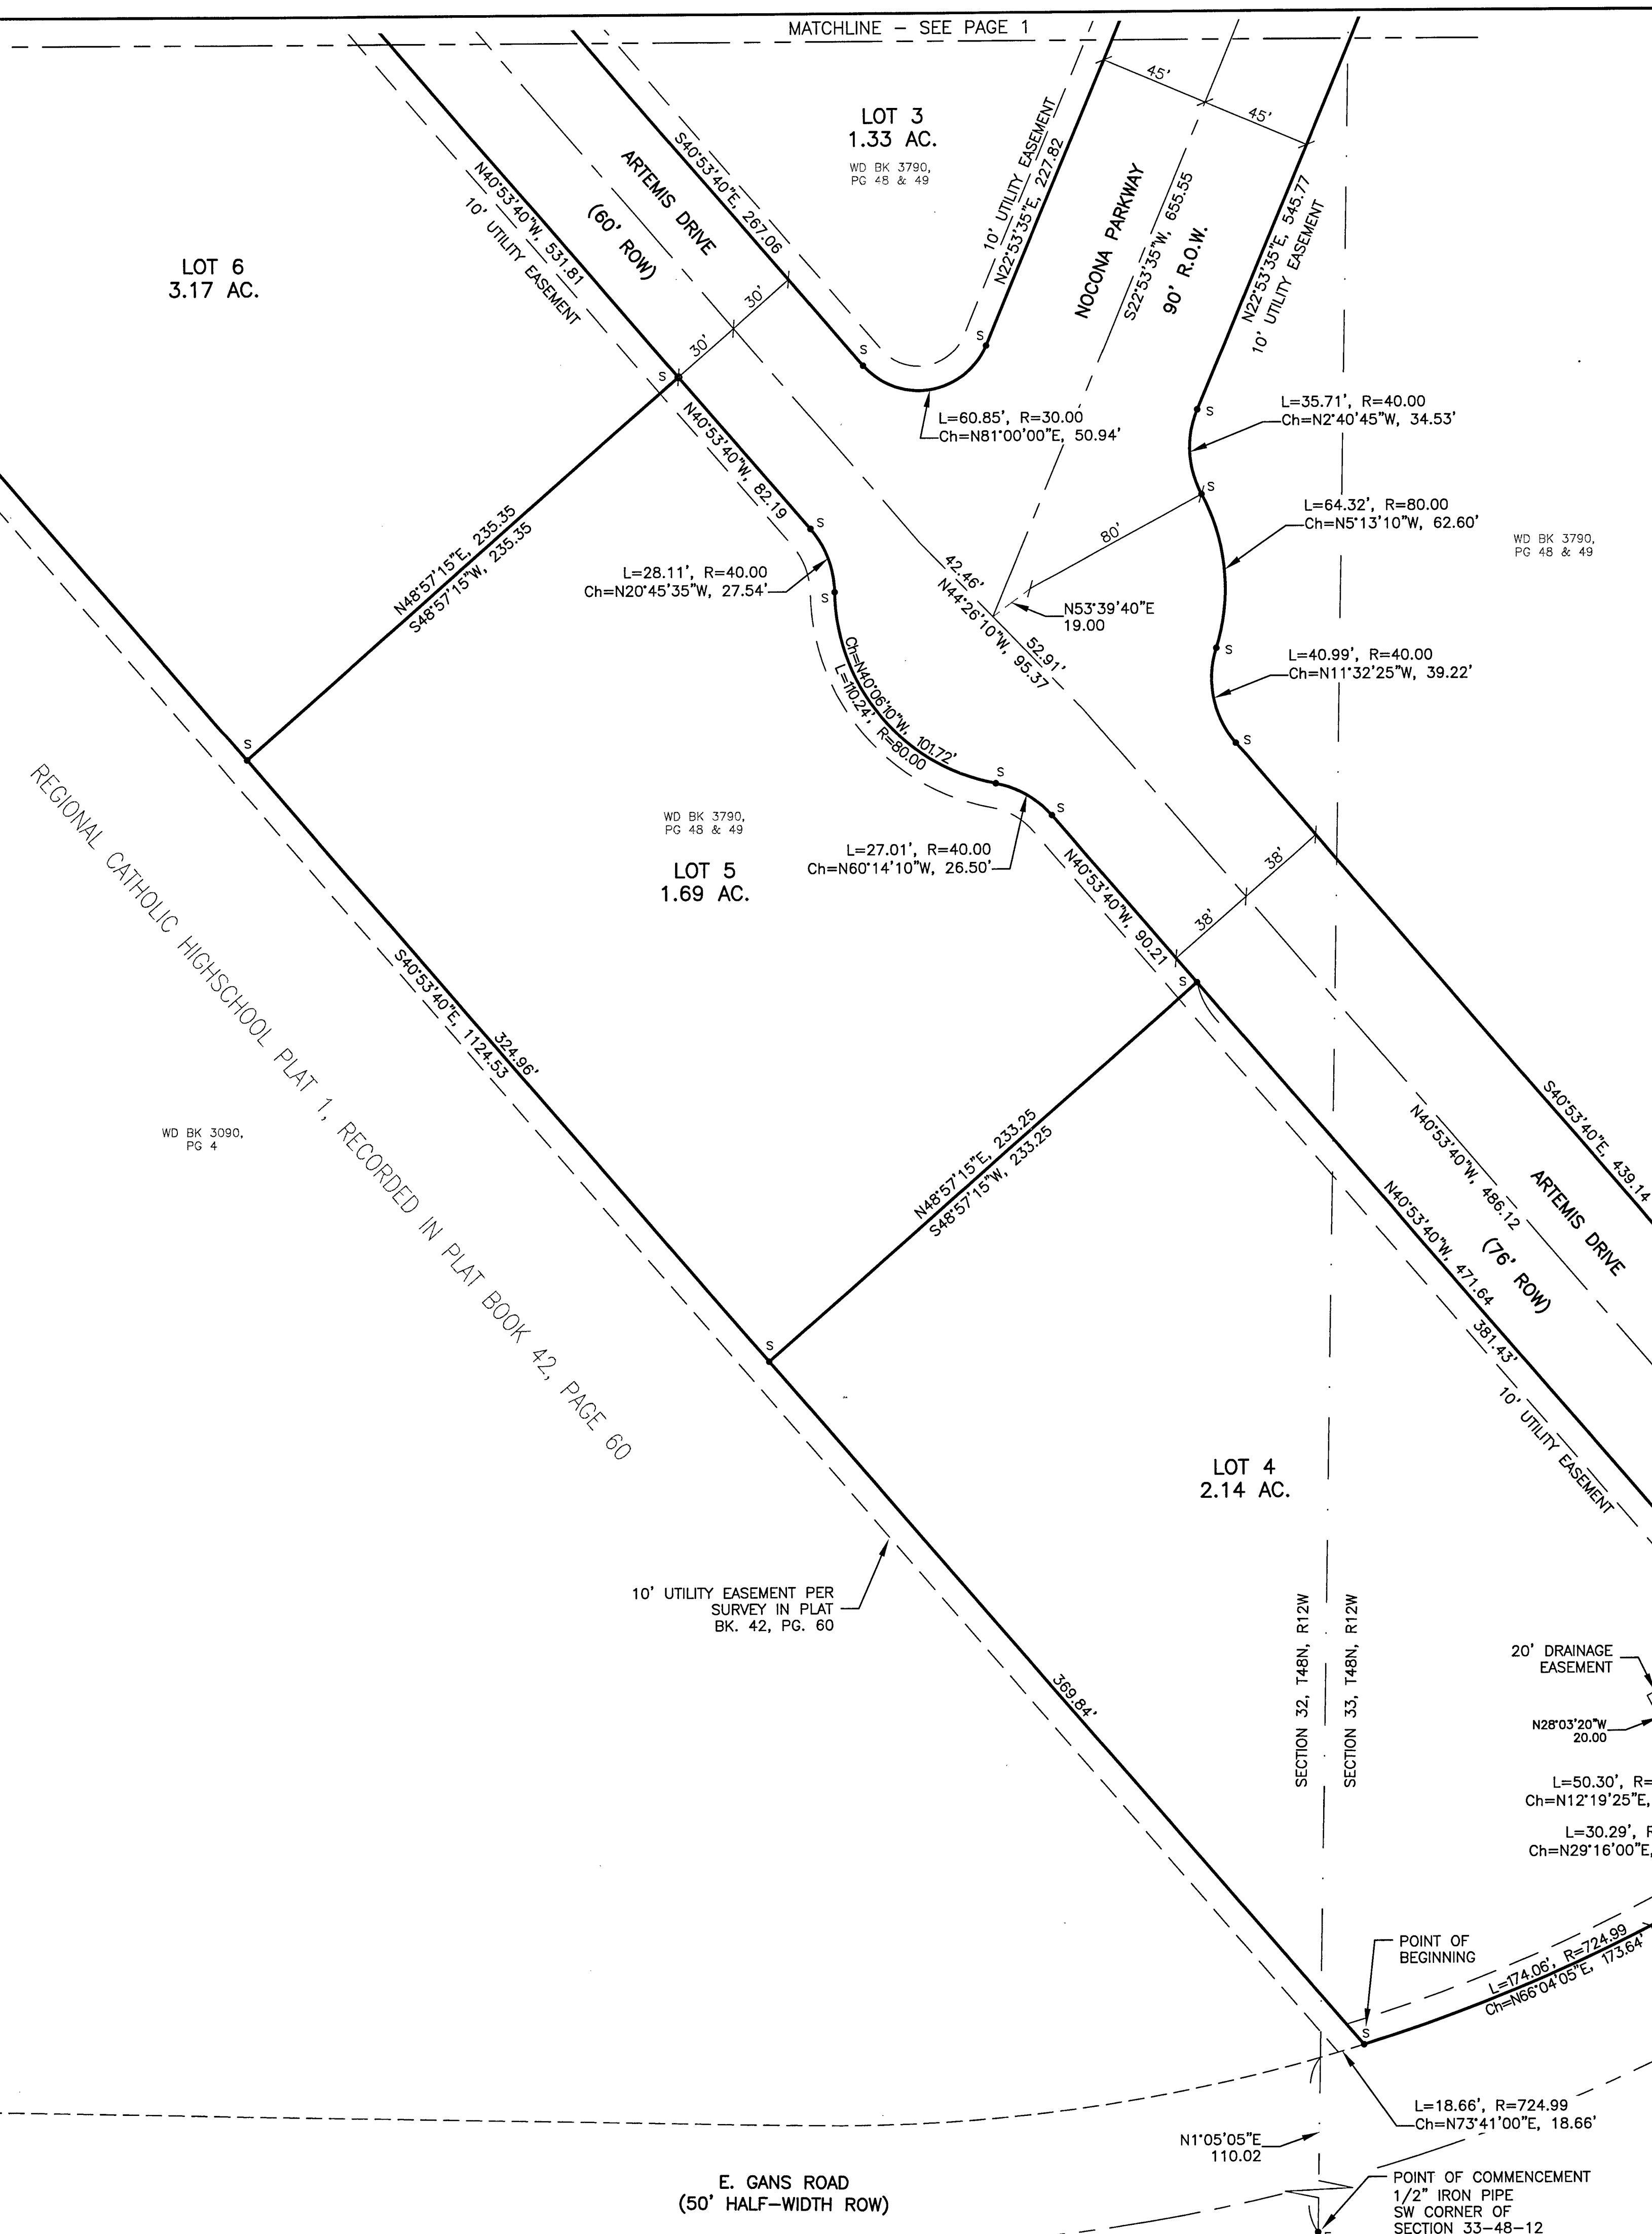 MATCHLINE – SEE PAGE 1
LOT 3
1.33 AC.
WD BK 3790,
PG 48 & 49
10' UTILITY EASEMENT
N22°53'35"E, 227.82
45'
45'
NOCONA PARKWAY
S22°53'35"W, 655.55
90' R.O.W.
N22°53'35"E, 545.77
10' UTILITY EASEMENT
S40°53'40"E, 267.06
ARTEMIS DRIVE
(60' ROW)
N40°53'40"W, 531.81
10' UTILITY EASEMENT
LOT 6
3.17 AC.
30'
30'
S
S
S
S
L=60.85', R=30.00
Ch=N81°00'00"E, 50.94'
L=35.71', R=40.00
Ch=N2°40'45"W, 34.53'
S
L=64.32', R=80.00
Ch=N5°13'10"W, 62.60'
WD BK 3790,
PG 48 & 49
N40°53'40"W, 82.19
S
80'
N48°57'15"E, 235.35
S48°57'15"W, 235.35
L=28.11', R=40.00
Ch=N20°45'35"W, 27.54'
S
42.46'
N44°26'10"W, 95.37
52.91'
N53°39'40"E
19.00
S
L=40.99', R=40.00
Ch=N11°32'25"W, 39.22'
S
Ch=N40°06'10"W, 101.72'
L=110.24', R=80.00
S
S
S
REGIONAL CATHOLIC HIGHSCHOOL PLAT 1, RECORDED IN PLAT BOOK 42, PAGE 60
WD BK 3790,
PG 48 & 49
LOT 5
1.69 AC.
L=27.01', R=40.00
Ch=N60°14'10"W, 26.50'
N40°53'40"W, 90.21
38'
38'
S
324.96'
S40°53'40"E, 1124.53
WD BK 3090,
PG 4
N48°57'15"E, 233.25
S48°57'15"W, 233.25
S40°53'40"E, 439.14
N40°53'40"W, 486.12
ARTEMIS DRIVE
(76' ROW)
N40°53'40"W, 471.64
381.43'
10' UTILITY EASEMENT
S
LOT 4
2.14 AC.
10' UTILITY EASEMENT PER
SURVEY IN PLAT
BK. 42, PG. 60
369.84'
SECTION 32, T48N, R12W
SECTION 33, T48N, R12W
20' DRAINAGE
EASEMENT
N28°03'20"W
20.00
L=50.30', R=
Ch=N12°19'25"E,
L=30.29', R
Ch=N29°16'00"E,
POINT OF
BEGINNING
L=174.06', R=724.99
Ch=N66°04'05"E, 173.64'
S
L=18.66', R=724.99
Ch=N73°41'00"E, 18.66'
N1°05'05"E
110.02
E. GANS ROAD
(50' HALF–WIDTH ROW)
POINT OF COMMENCEMENT
1/2" IRON PIPE
SW CORNER OF
SECTION 33–48–12